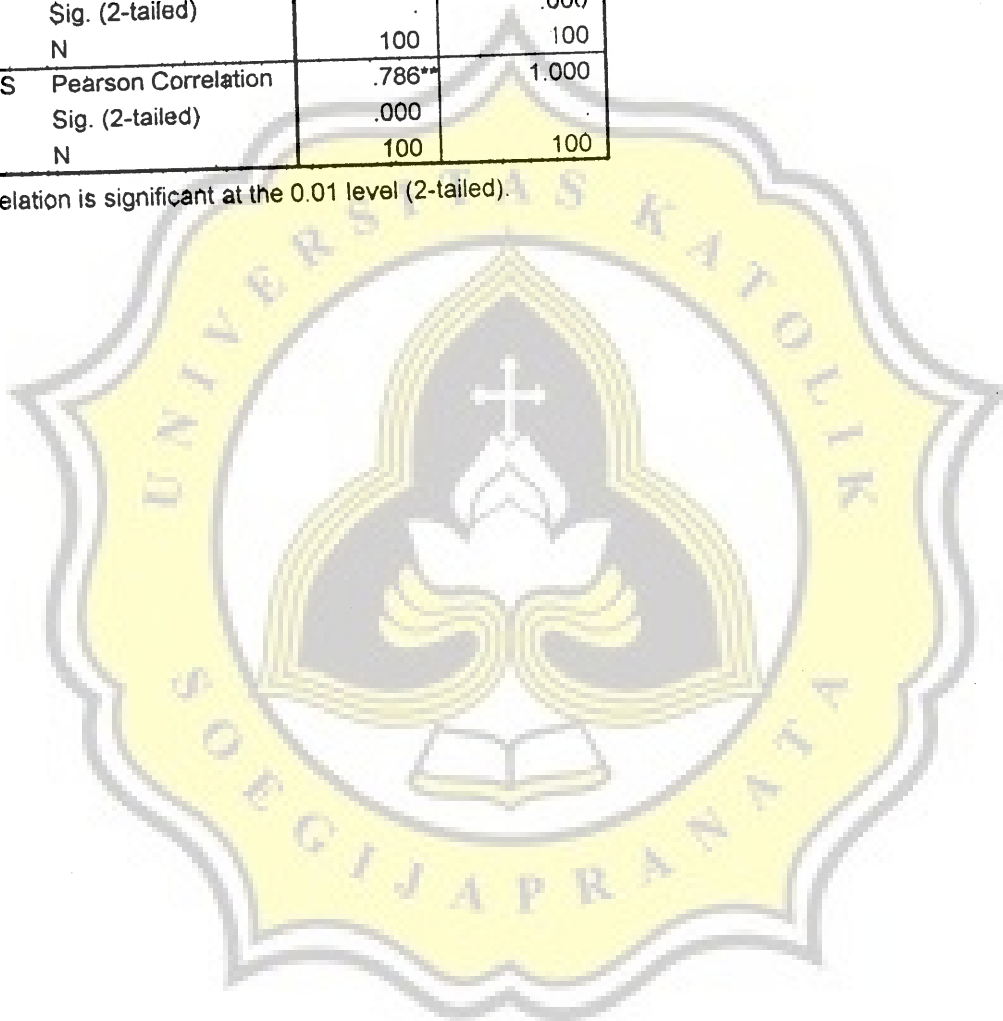 Sig. (2-tailed) . .000
N 100 100
S Pearson Correlation .786** 1.000
Sig. (2-tailed) .000 .
N 100 100
elation is significant at the 0.01 level (2-tailed).
UNIVERSITAS KATOLIK
SOEGIJAPRANATA